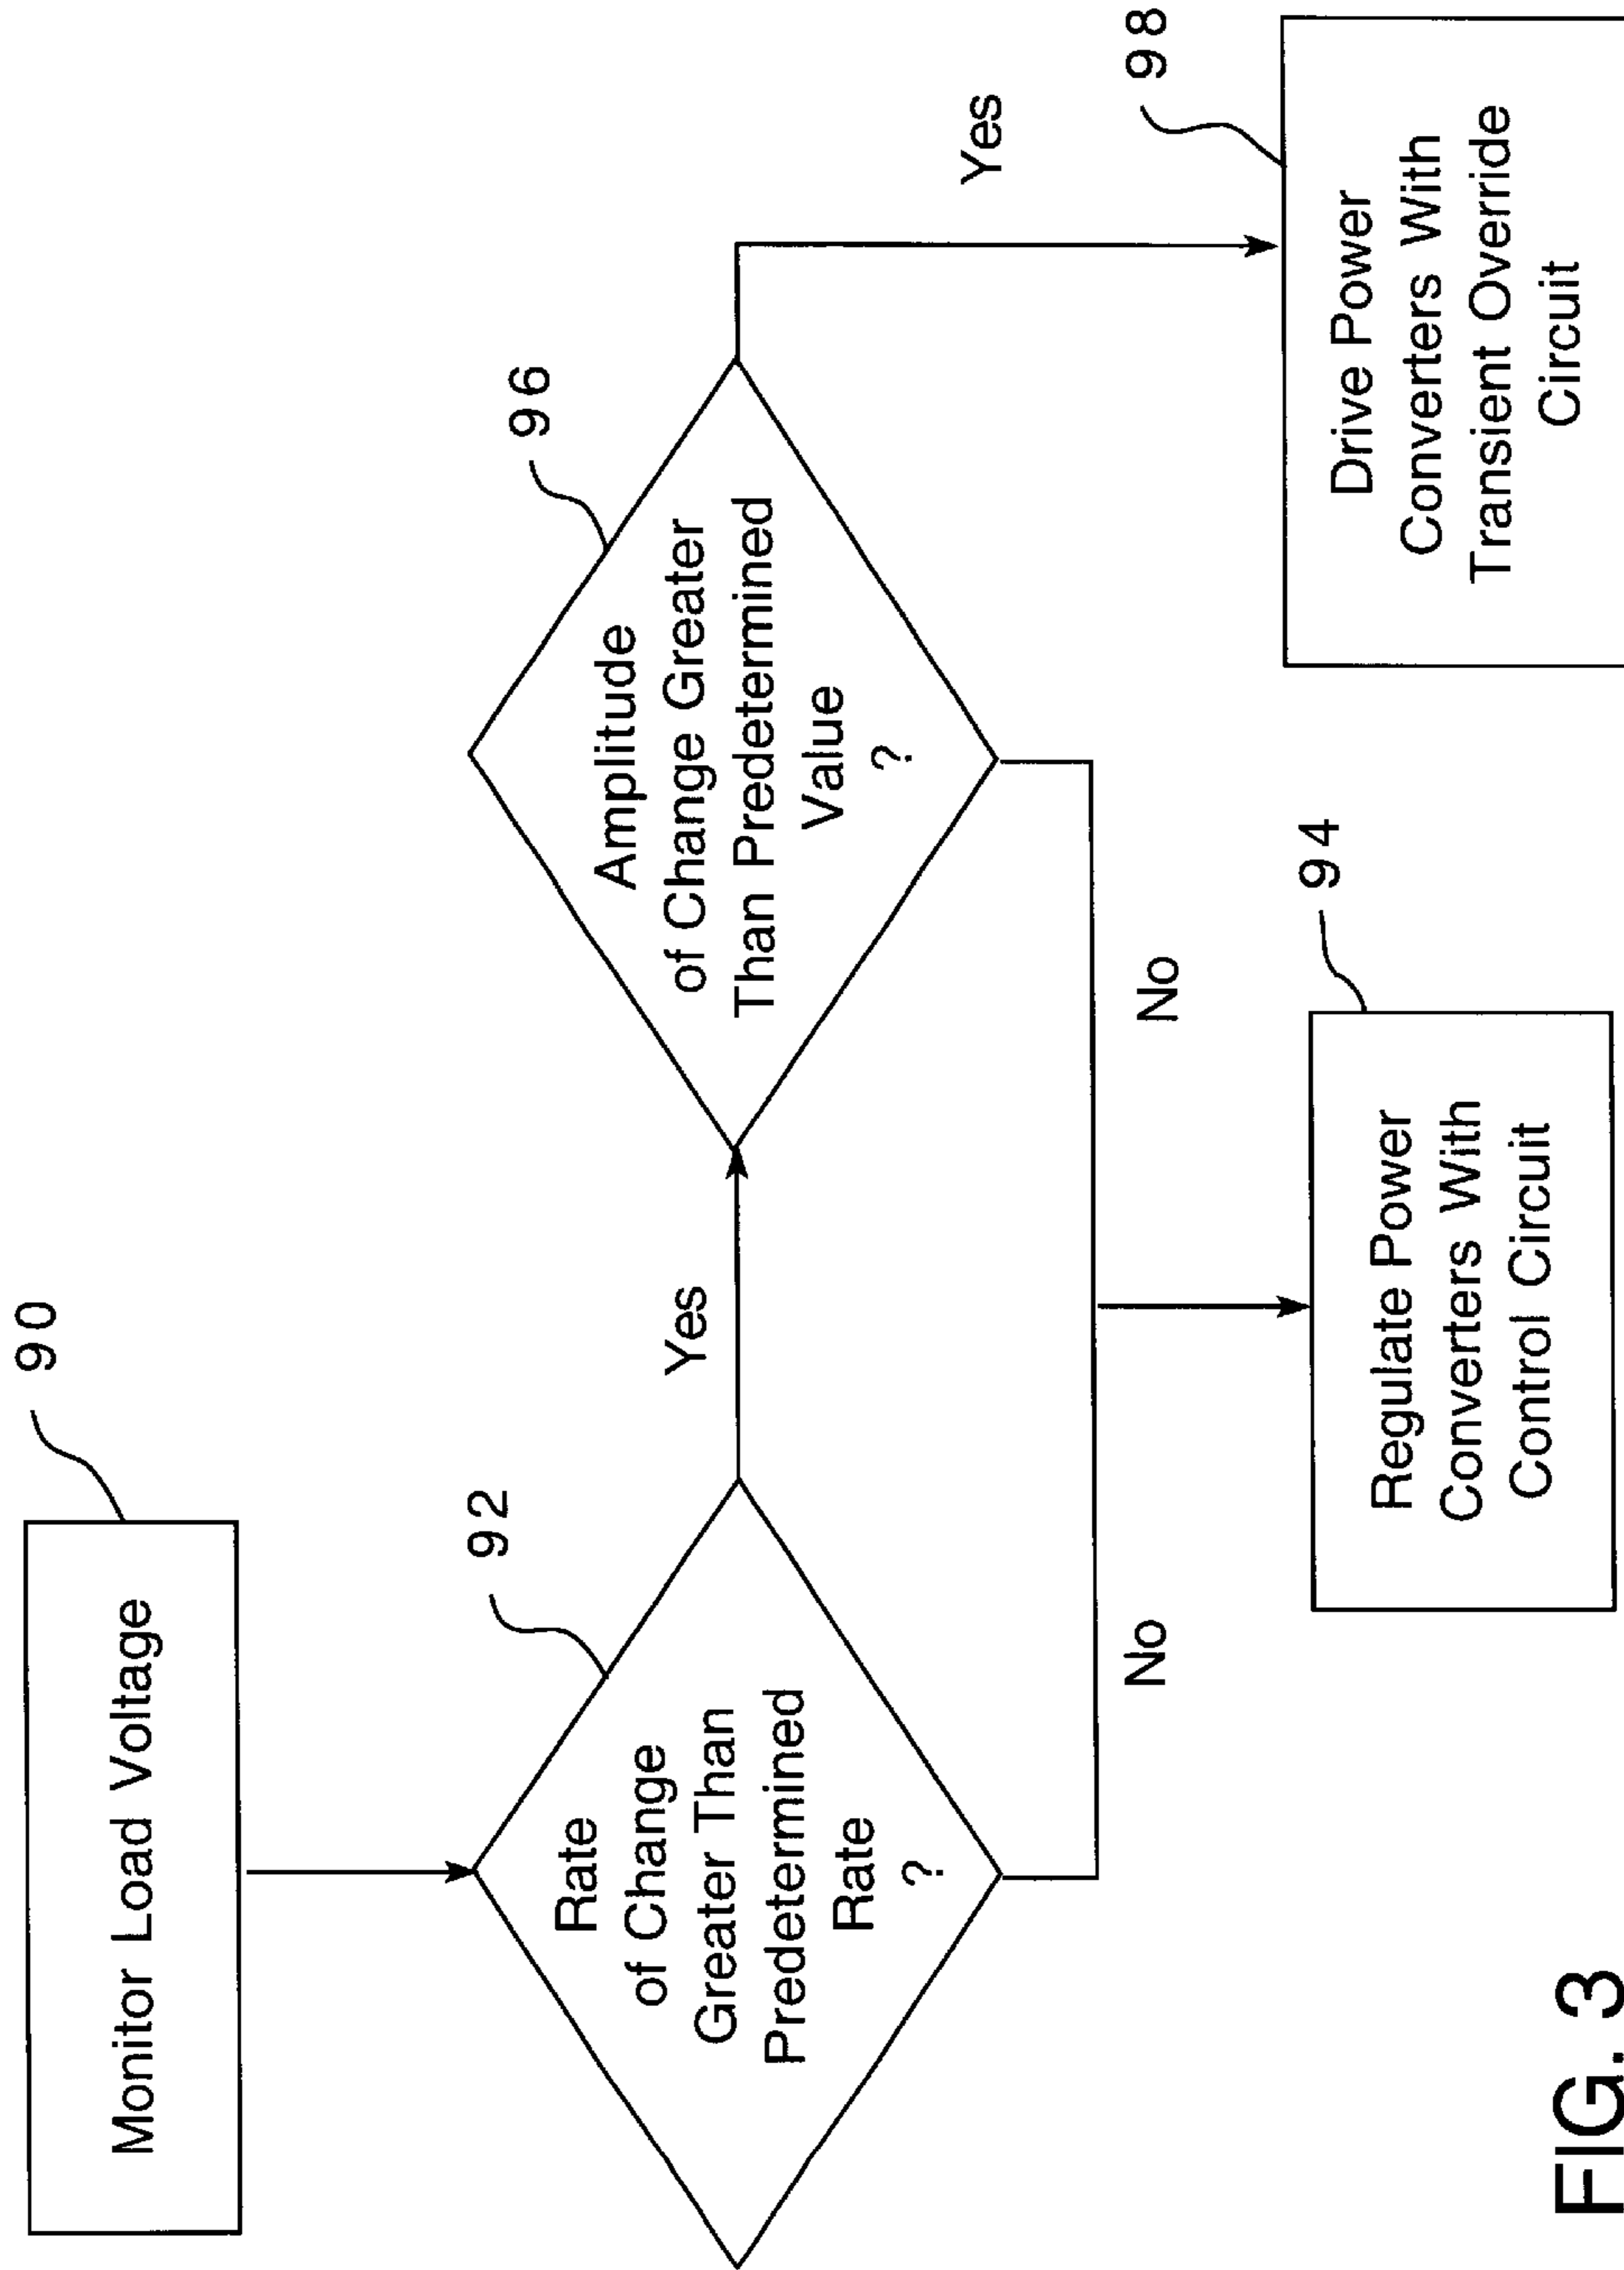 90
Monitor Load Voltage
92
Rate
of Change
Greater Than
Predetermined
Rate
?
Yes
96
Amplitude
of Change Greater
Than Predetermined
Value
?
Yes
No
No
94
Regulate Power
Converters With
Control Circuit
98
Drive Power
Converters With
Transient Override
Circuit
FIG. 3